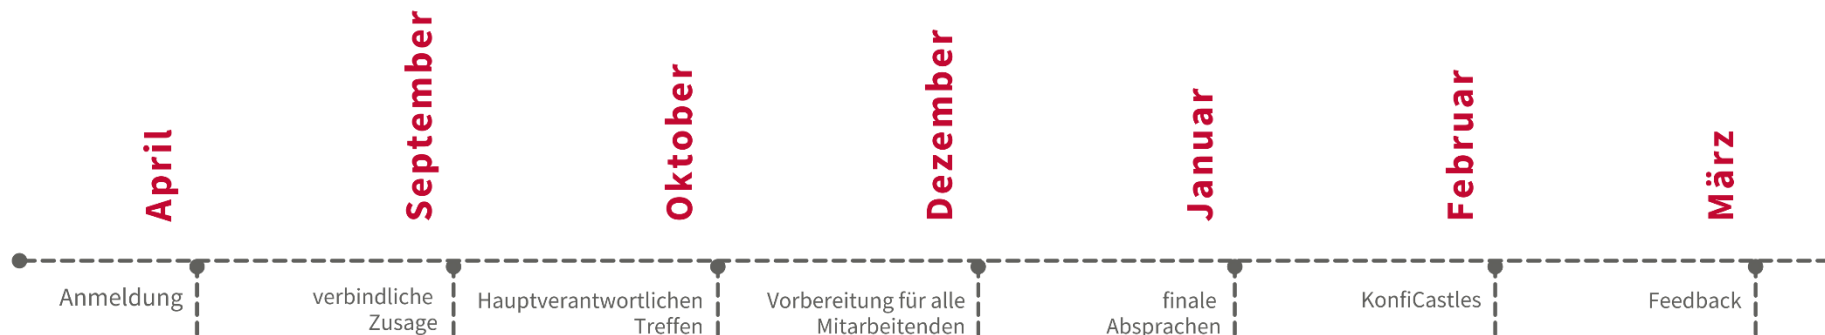 April
September
Oktober
Dezember
Januar
Februar
März
Anmeldung
verbindliche
Zusage
Hauptverantwortlichen
Treffen
Vorbereitung für alle
Mitarbeitenden
finale
Absprachen
KonfiCastles
Feedback